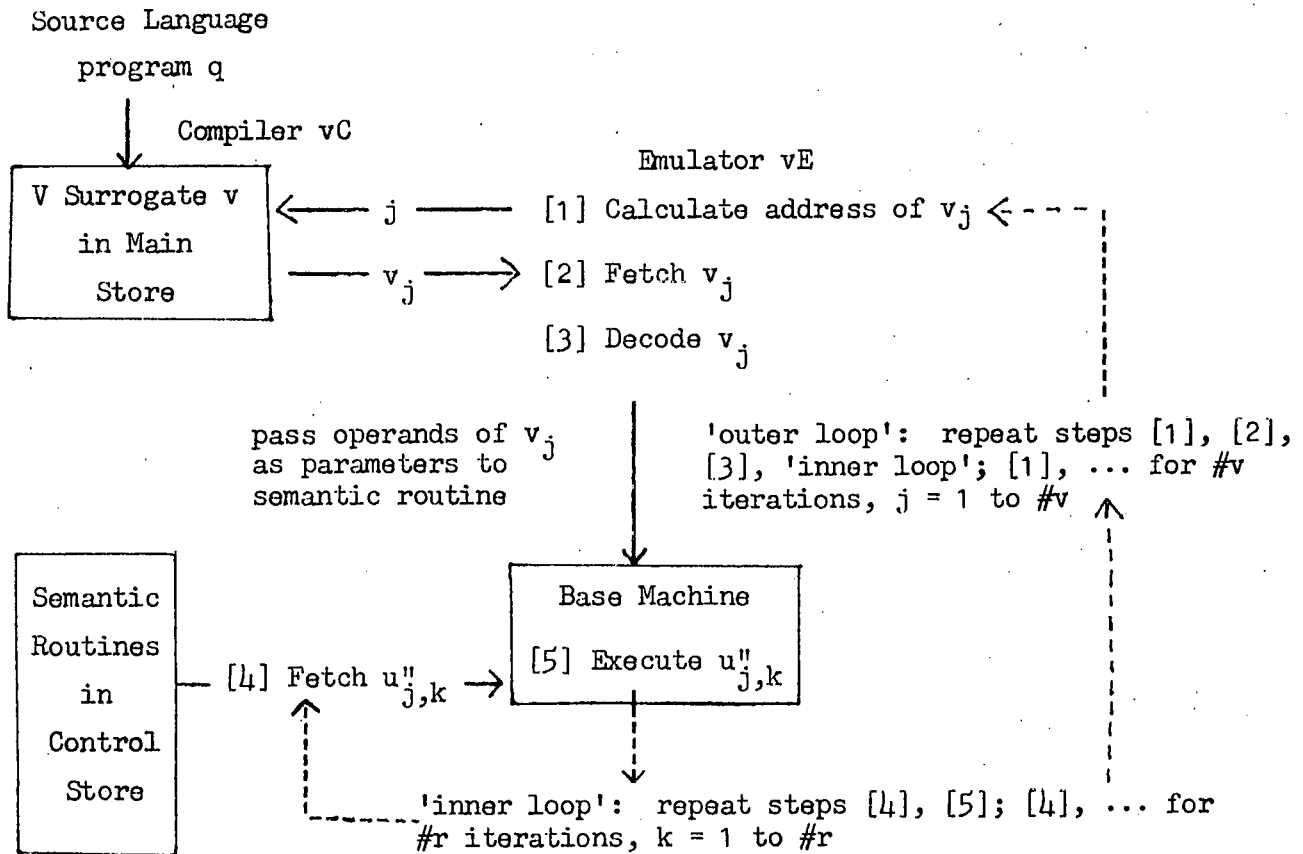 Source Language
program q
Compiler vC
Emulator vE
V Surrogate v
in Main
Store
j
v_j
[1] Calculate address of v_j
[2] Fetch v_j
[3] Decode v_j
pass operands of v_j
as parameters to
semantic routine
'outer loop': repeat steps [1], [2],
[3], 'inner loop'; [1], ... for #v
iterations, j = 1 to #v
Semantic
Routines
in
Control
Store
[4] Fetch u"_j,k
Base Machine
[5] Execute u"_j,k
'inner loop': repeat steps [4], [5]; [4], ... for
#r iterations, k = 1 to #r